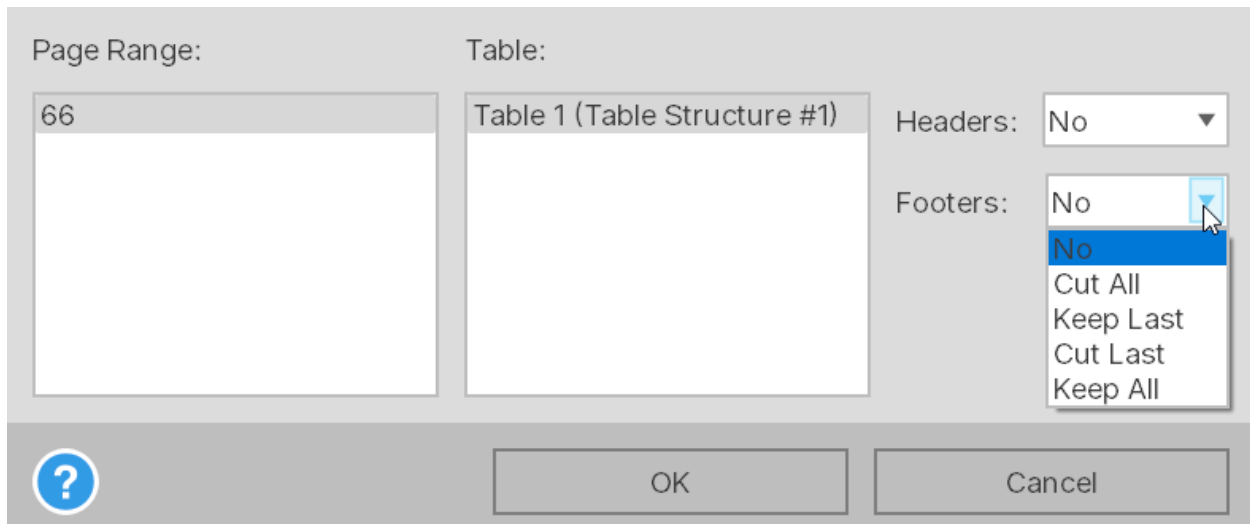 Page Range:
Table:
66
Table 1 (Table Structure #1)
Headers:
No
Footers:
No
No
Cut All
Keep Last
Cut Last
Keep All
?
OK
Cancel